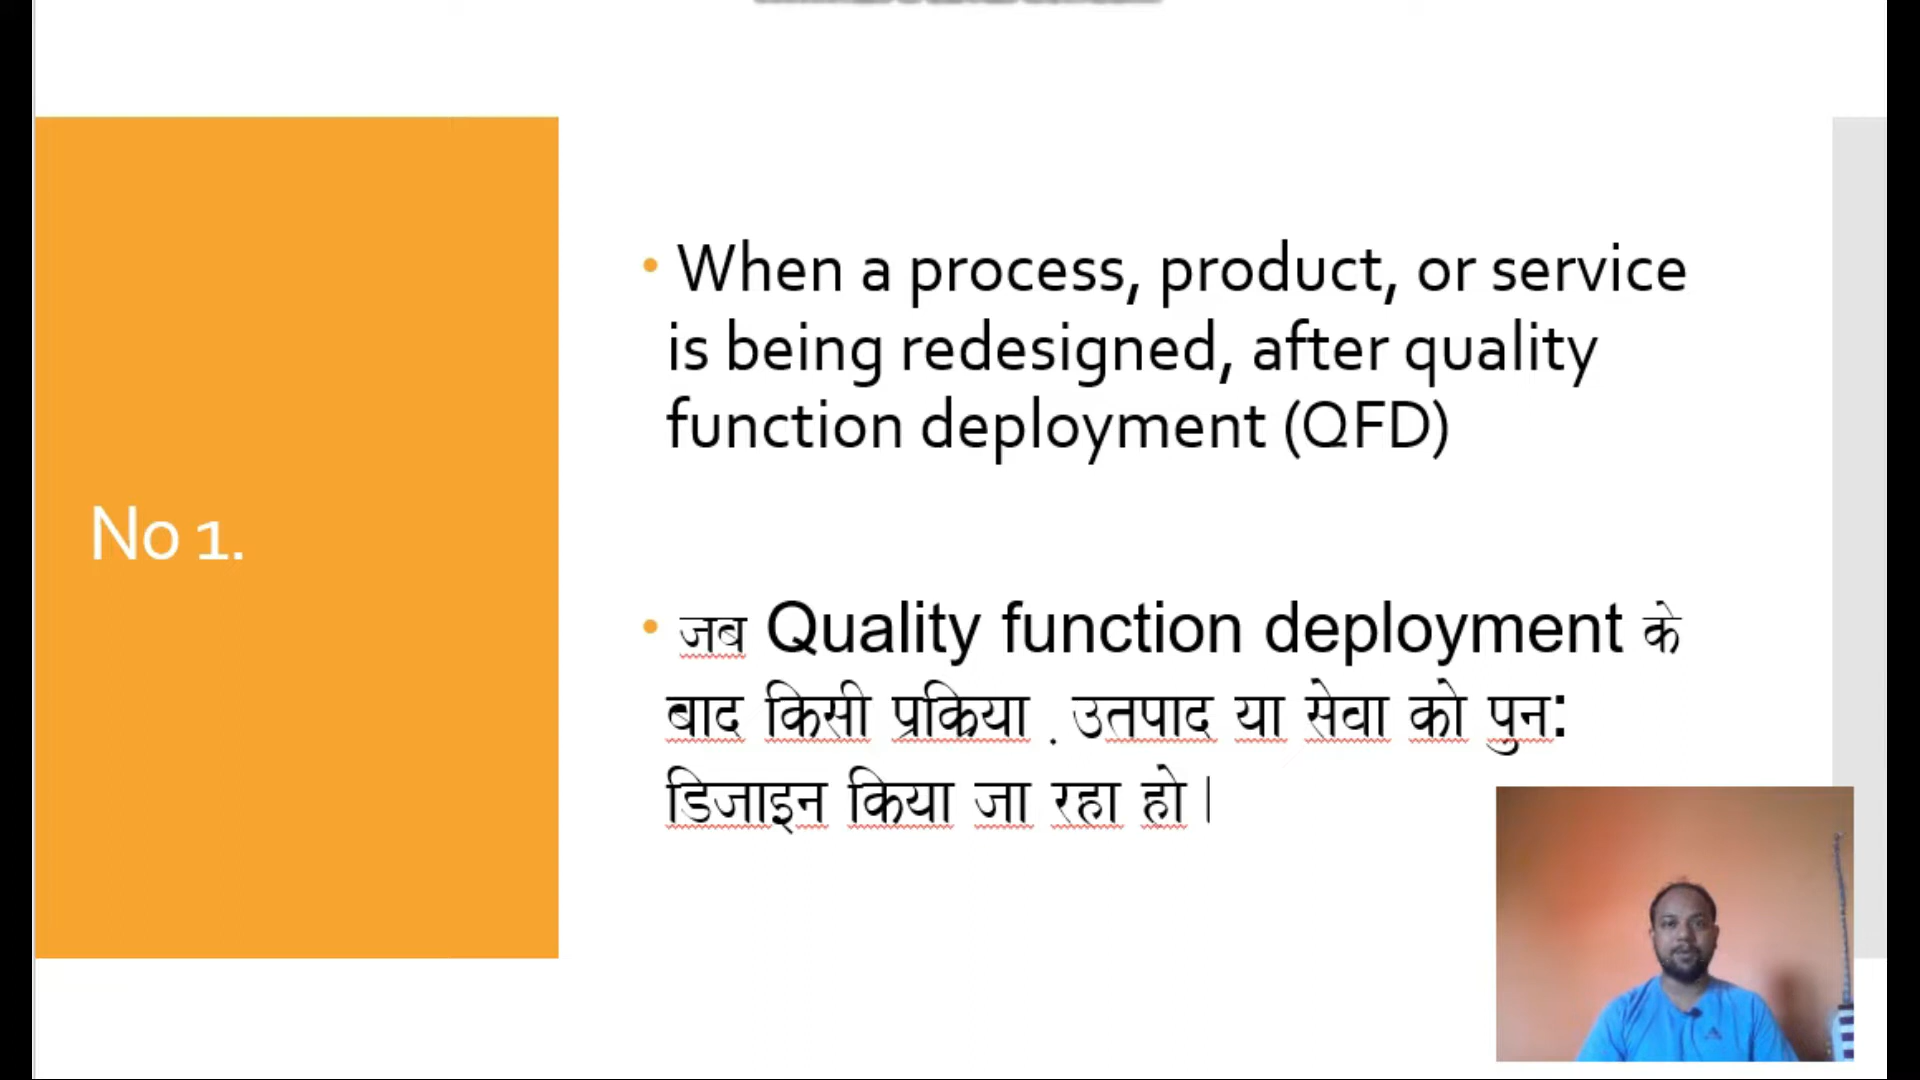 No 1.
• When a process, product, or service
is being redesigned, after quality
function deployment (QFD)
• जब Quality function deployment के
बाद किसी प्रक्रिया . उतपाद या सेवा को पुन:
डिजाइन किया जा रहा हो।